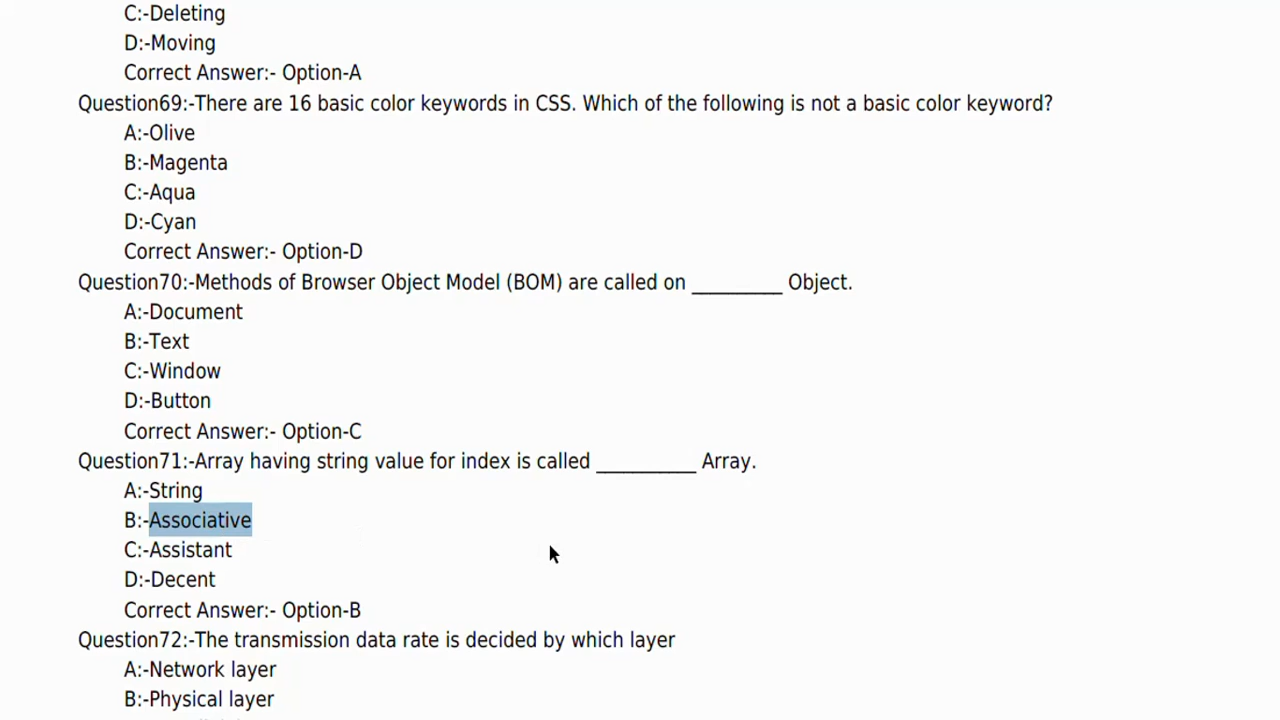 C:-Deleting
D:-Moving
Correct Answer:- Option-A
Question69:-There are 16 basic color keywords in CSS. Which of the following is not a basic color keyword?
A:-Olive
B:-Magenta
C:-Aqua
D:-Cyan
Correct Answer:- Option-D
Question70:-Methods of Browser Object Model (BOM) are called on __________ Object.
A:-Document
B:-Text
C:-Window
D:-Button
Correct Answer:- Option-C
Question71:-Array having string value for index is called ___________ Array.
A:-String
B:-Associative
C:-Assistant
D:-Decent
Correct Answer:- Option-B
Question72:-The transmission data rate is decided by which layer
A:-Network layer
B:-Physical layer